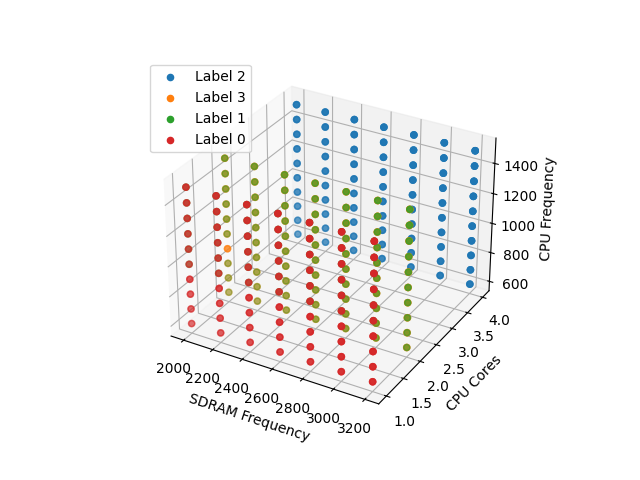 Label 2
Label 3
Label 1
Label 0
1400
1200
1000
800
600
CPU Frequency
4.0
3.5
3.0
2.5
2.0
1.5
1.0
CPU Cores
2000
2200
2400
2600
2800
3000
3200
SDRAM Frequency